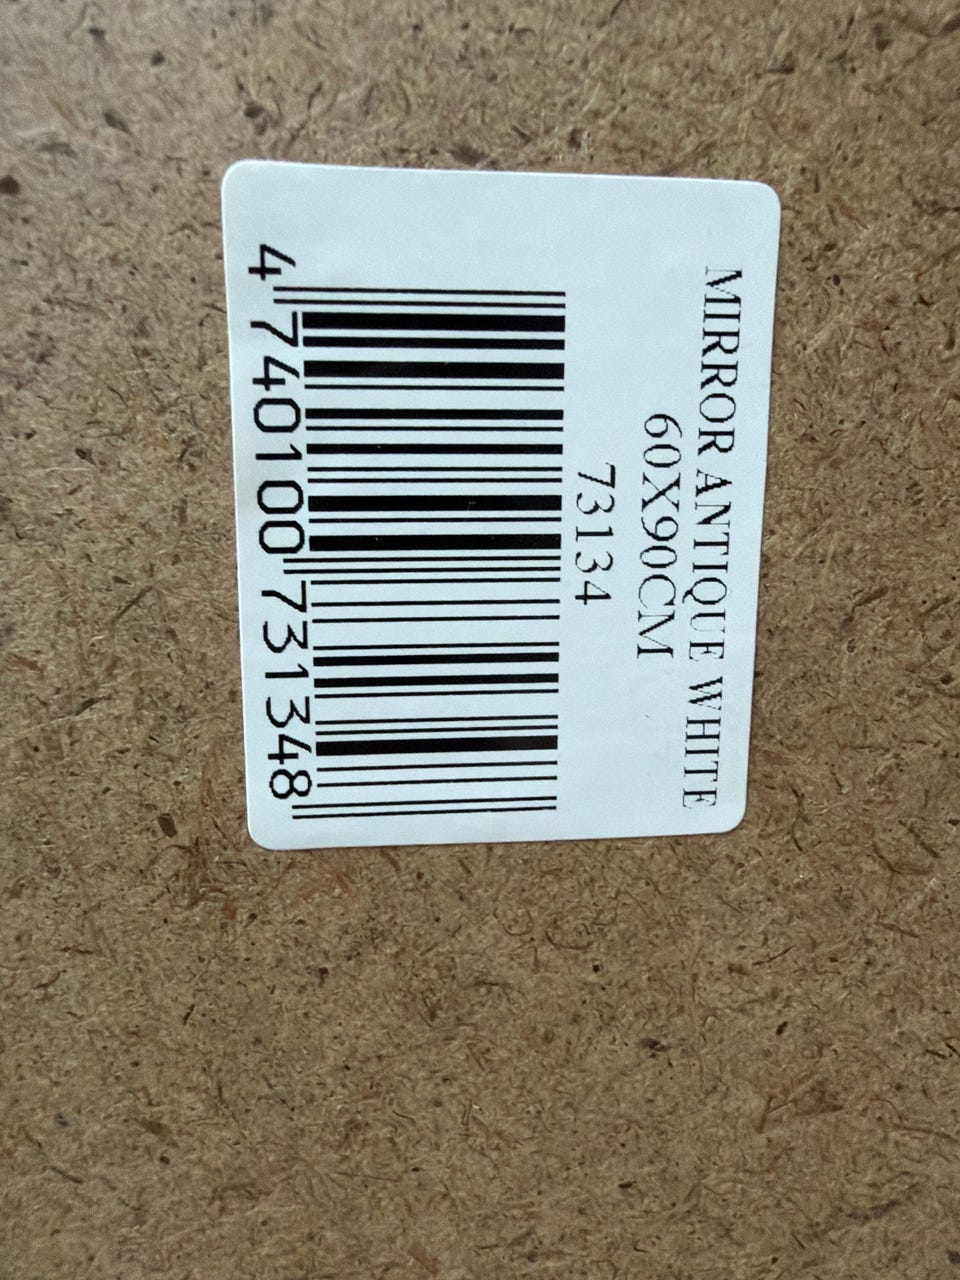 MIRROR ANTIQUE WHITE
60X90CM
73134
4 740100 731348